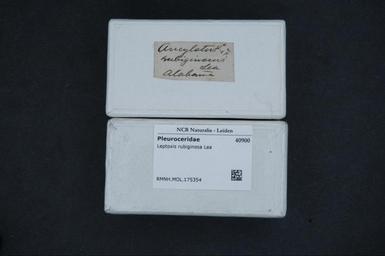 Anculotus
rubiginosus
Lea
Alabama
NCB Naturalis - Leiden
Pleuroceridae 40900
Leptoxis rubiginosa Lea
RMNH.MOL.175354